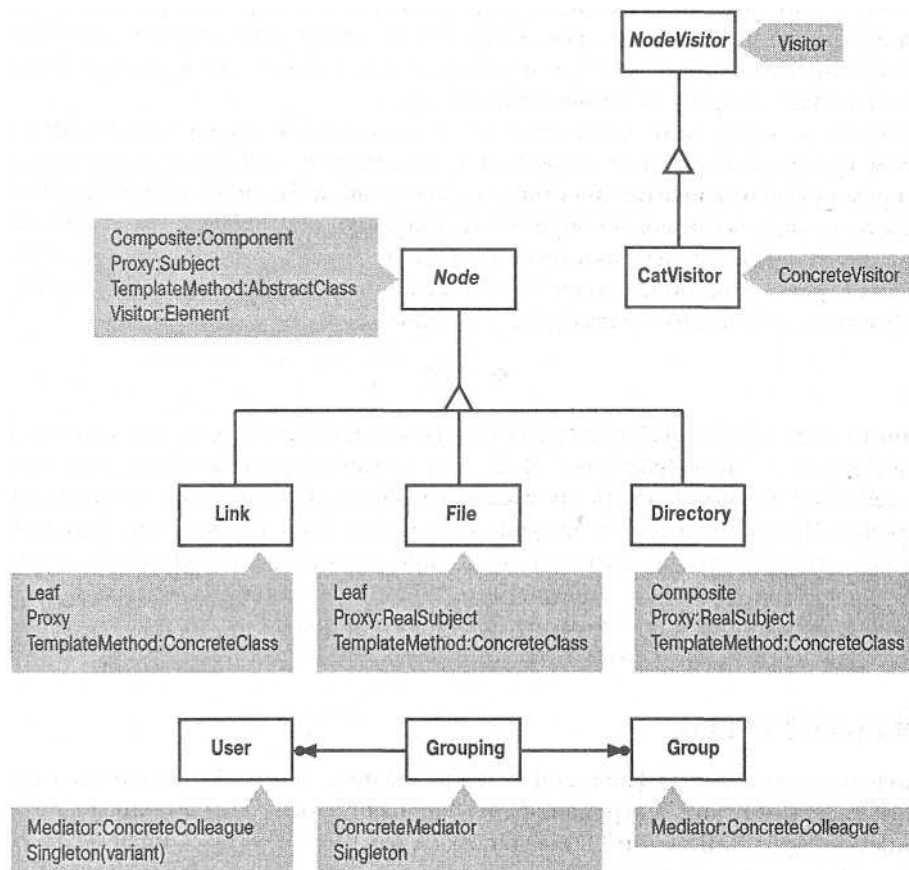 NodeVisitor
Visitor
Composite:Component
Proxy:Subject
TemplateMethod:AbstractClass
Visitor:Element
Node
CatVisitor
ConcreteVisitor
Link
File
Directory
Leaf
Proxy
TemplateMethod:ConcreteClass
Leaf
Proxy:RealSubject
TemplateMethod:ConcreteClass
Composite
Proxy:RealSubject
TemplateMethod:ConcreteClass
User
Grouping
Group
Mediator:ConcreteColleague
Singleton(variant)
ConcreteMediator
Singleton
Mediator:ConcreteColleague